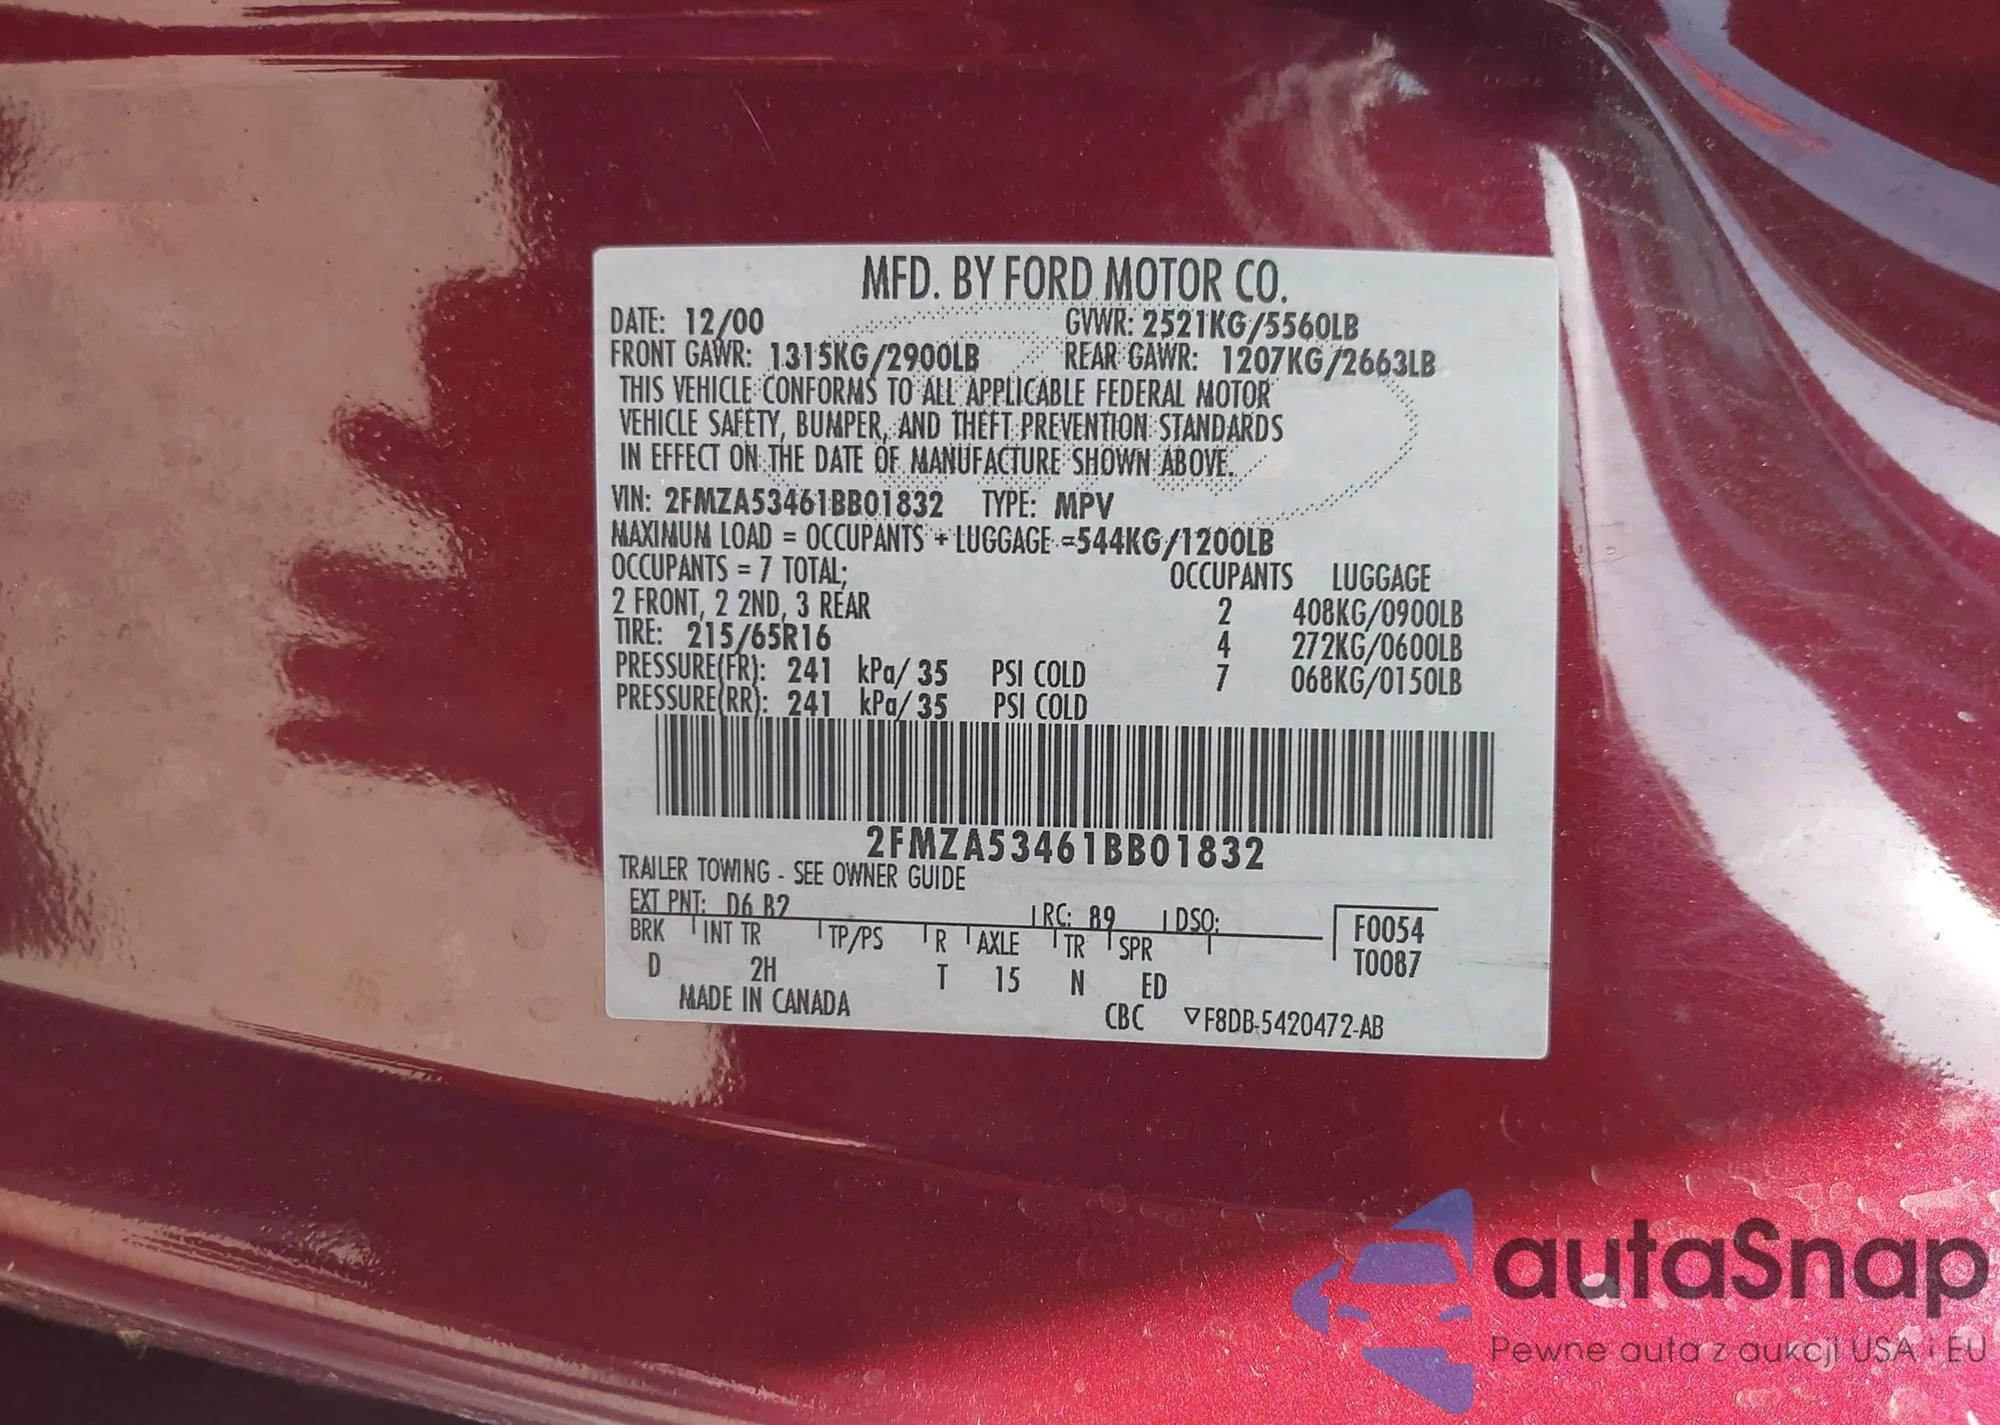 MFD. BY FORD MOTOR CO.
DATE: 12/00 GVWR: 2521KG/5560LB
FRONT GAWR: 1315KG/2900LB REAR GAWR: 1207KG/2663LB
THIS VEHICLE CONFORMS TO ALL APPLICABLE FEDERAL MOTOR
VEHICLE SAFETY, BUMPER, AND THEFT PREVENTION STANDARDS
IN EFFECT ON THE DATE OF MANUFACTURE SHOWN ABOVE.
VIN: 2FMZA53461BB01832 TYPE: MPV
MAXIMUM LOAD = OCCUPANTS + LUGGAGE =544KG/1200LB
OCCUPANTS = 7 TOTAL; OCCUPANTS LUGGAGE
2 FRONT, 2 2ND, 3 REAR 2 408KG/0900LB
TIRE: 215/65R16 4 272KG/0600LB
PRESSURE(FR): 241 kPa/ 35 PSI COLD 7 068KG/0150LB
PRESSURE(RR): 241 kPa/ 35 PSI COLD
2FMZA53461BB01832
TRAILER TOWING - SEE OWNER GUIDE
EXT PNT: D6 B2 RC: 89 DSO: F0054
BRK INT TR TP/PS R AXLE TR SPR T0087
D 2H T 15 N ED
MADE IN CANADA CBC ▽F8DB-5420472-AB
autaSnap
Pewne auta z aukcji USA i EU